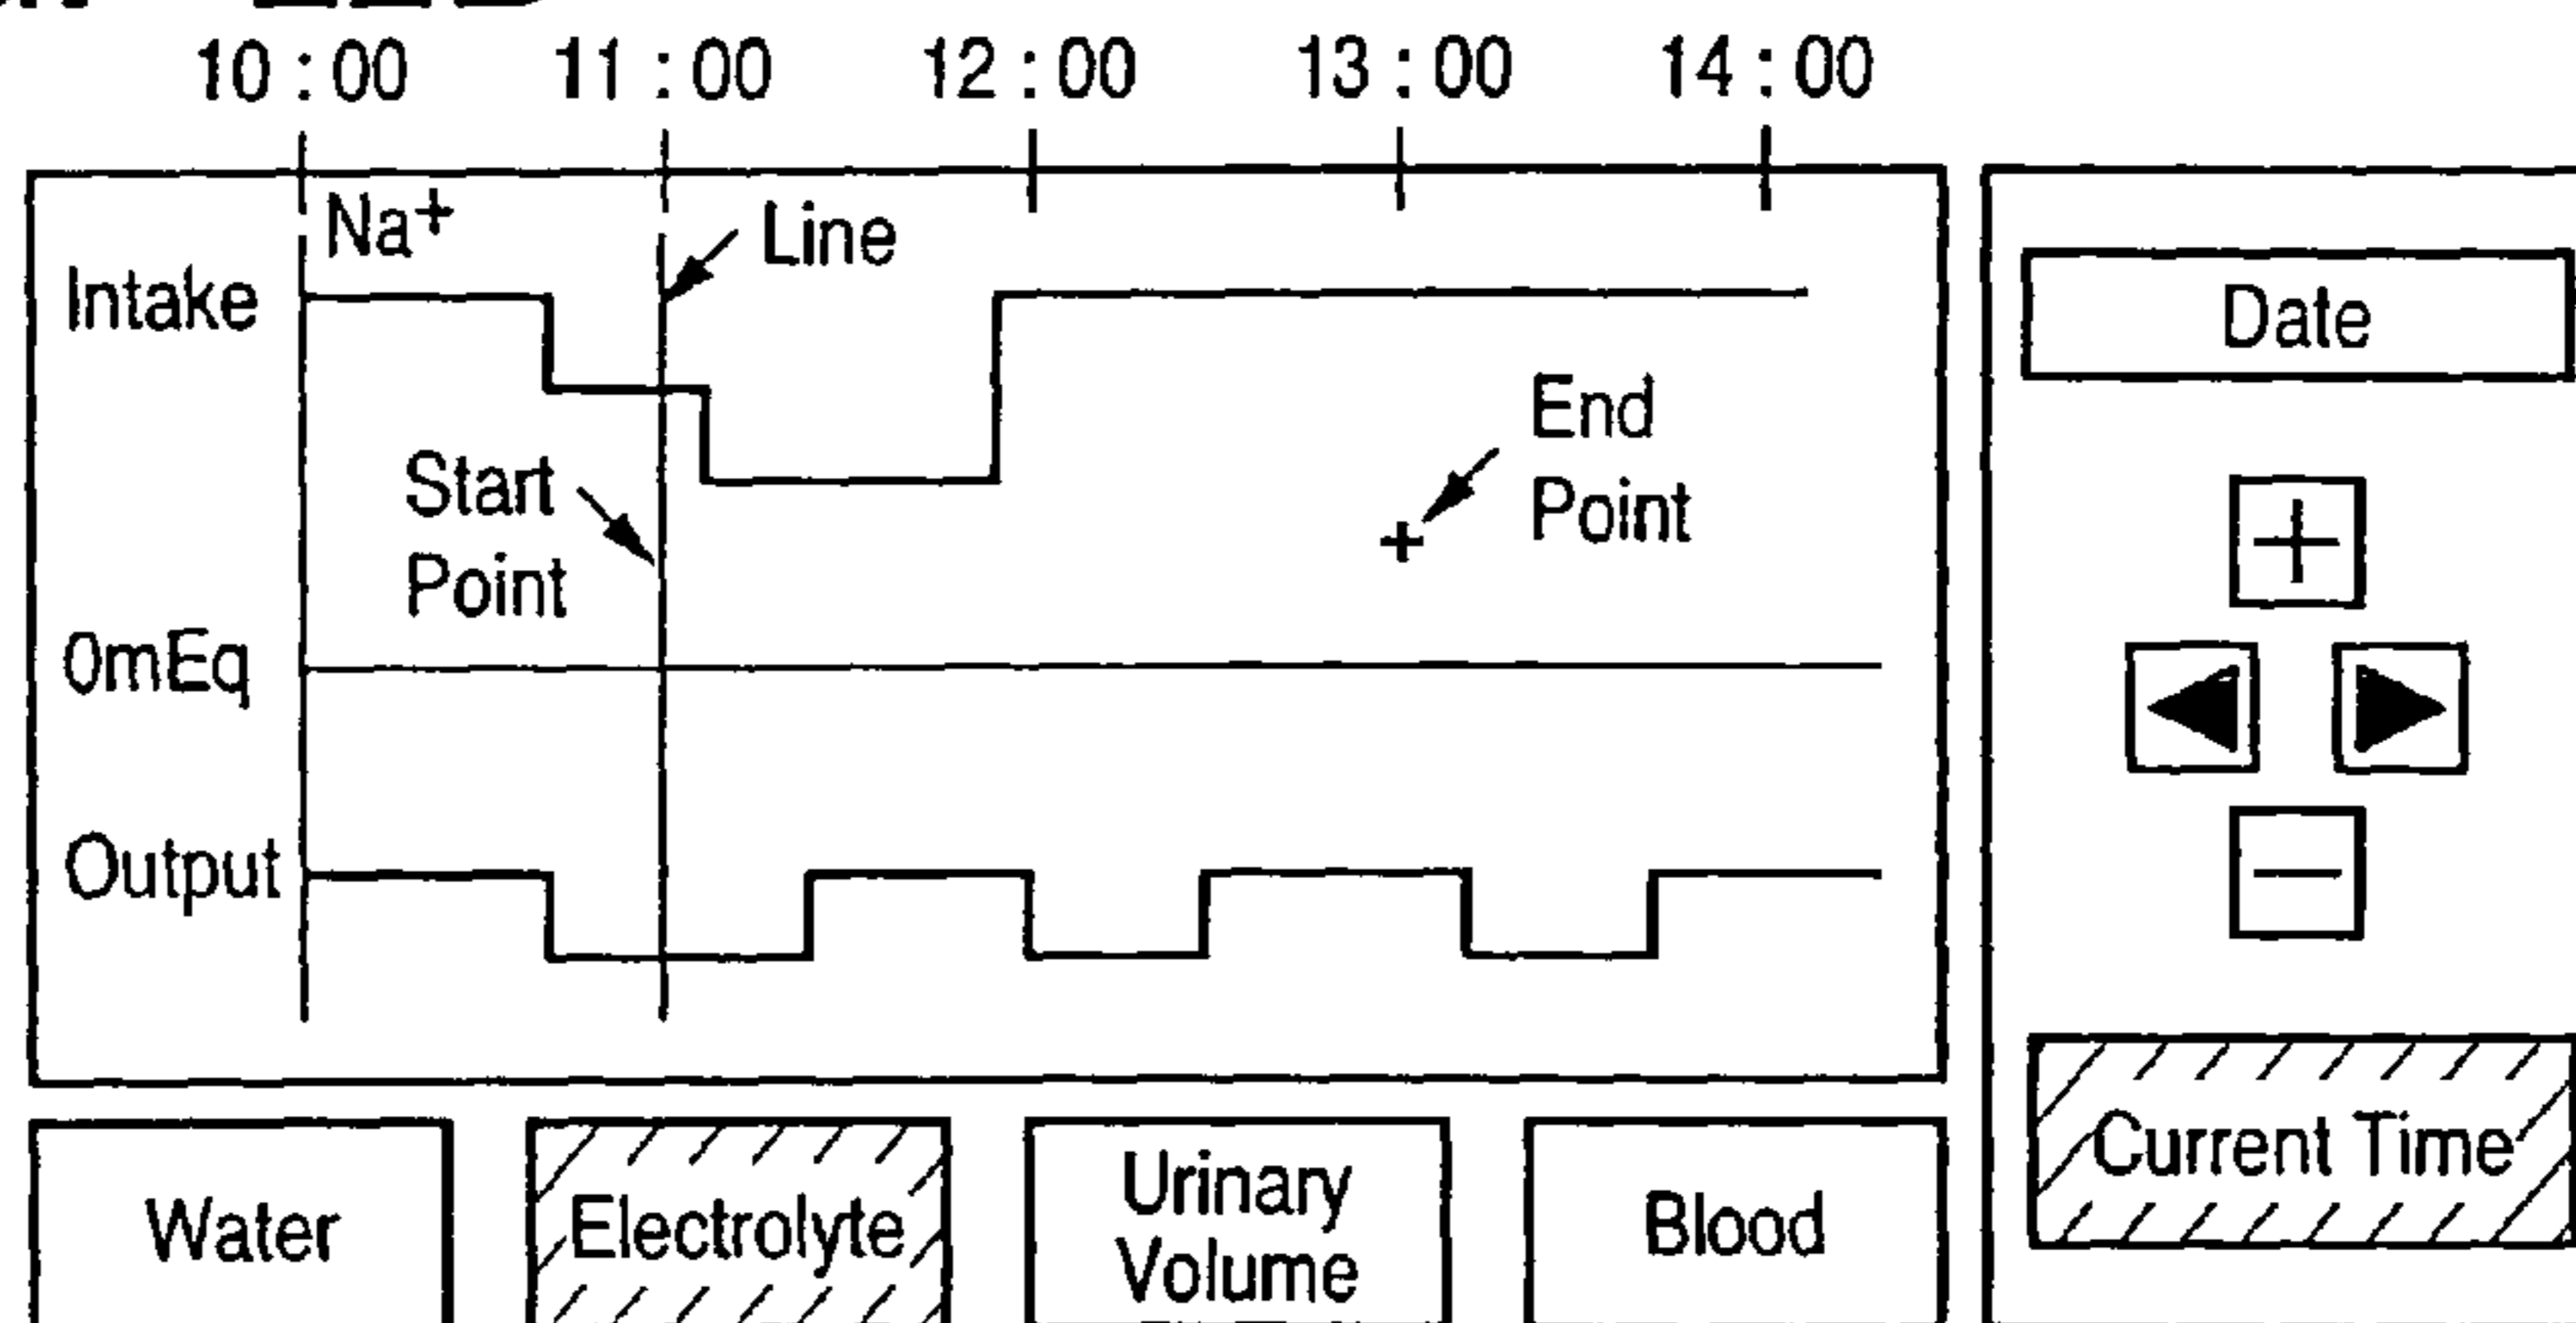 10 : 00 11 : 00 12 : 00 13 : 00 14 : 00
Na+
Line
Intake
Date
End
Point
Start
Point
+
0mEq
Output
Current Time
Water
Electrolyte
Urinary
Volume
Blood